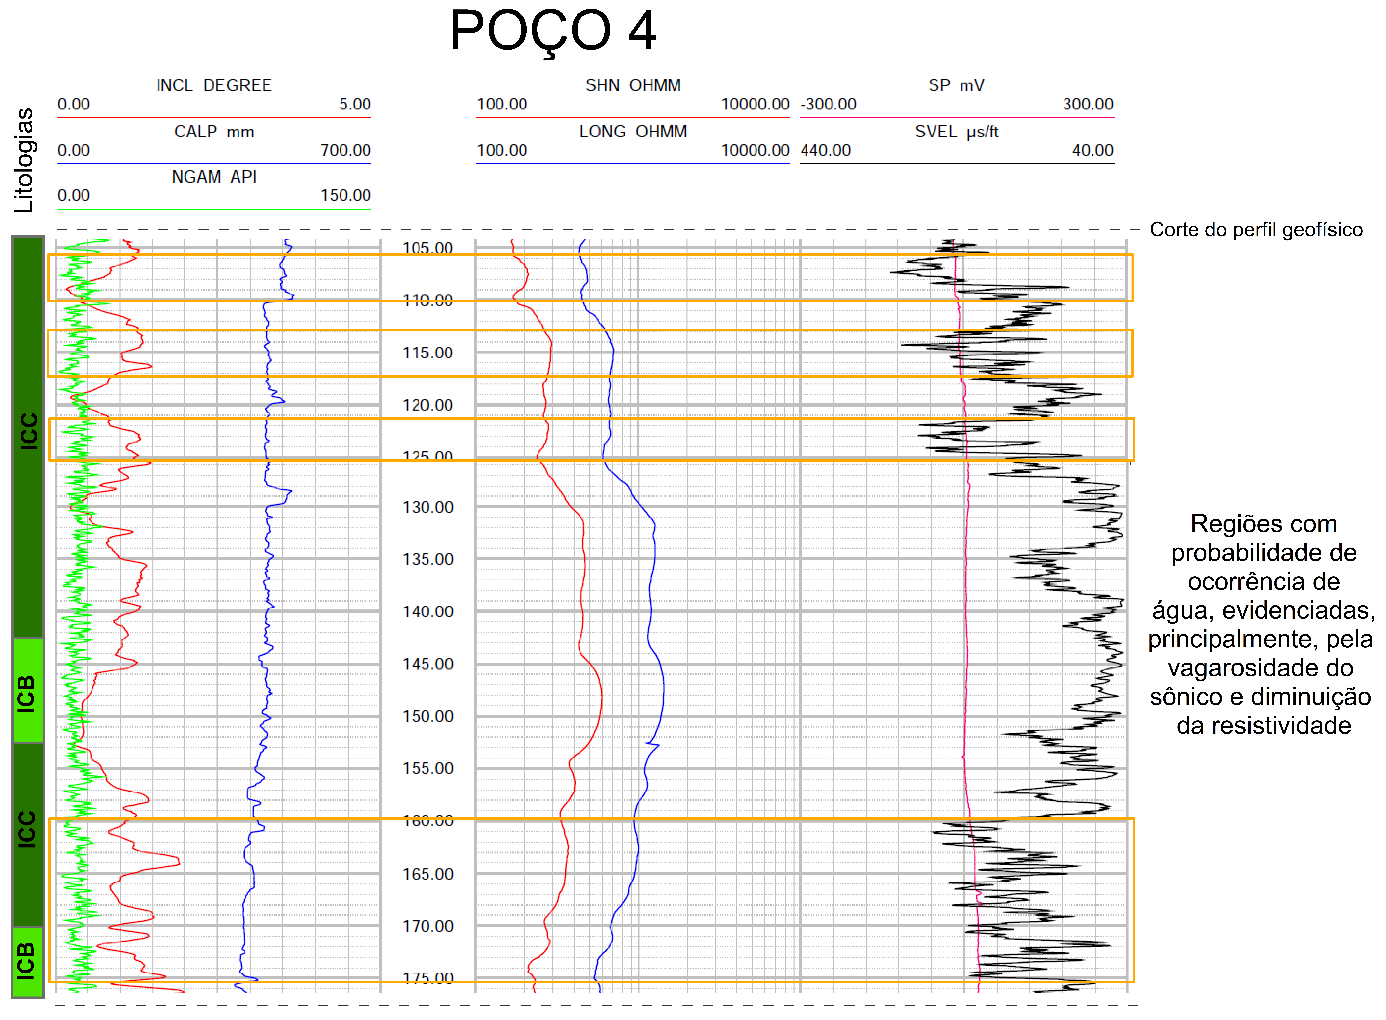 POÇO 4
INCL DEGREE
0.00 5.00
CALP mm
0.00 700.00
NGAM API
0.00 150.00
SHN OHMM
100.00 10000.00
LONG OHMM
100.00 10000.00
SP mV
-300.00 300.00
SVEL µs/ft
440.00 40.00
Litologias
Corte do perfil geofísico
ICC
ICB
ICC
ICB
105.00
110.00
115.00
120.00
125.00
130.00
135.00
140.00
145.00
150.00
155.00
160.00
165.00
170.00
175.00
Regiões com
probabilidade de
ocorrência de
água, evidenciadas,
principalmente, pela
vagarosidade do
sônico e diminuição
da resistividade